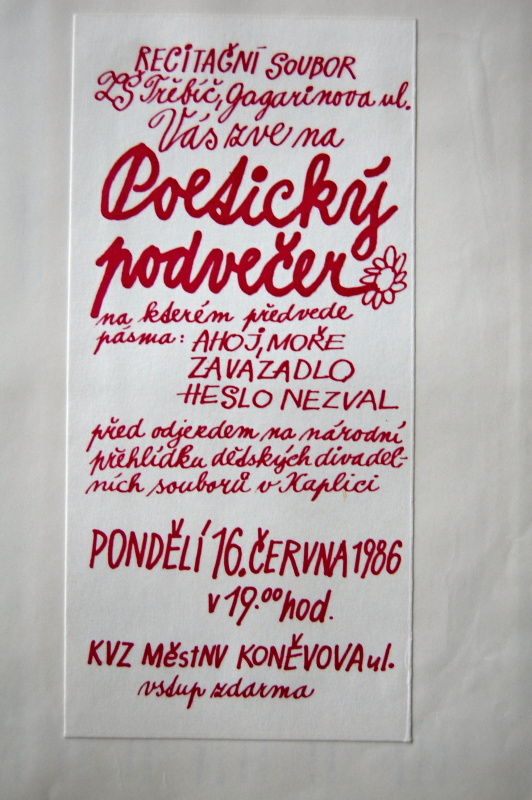 RECITAČNÍ SOUBOR
ZŠ Třebíč, Gagarinova ul.
Vás zve na
Poetický
podvečer
na kterém předvede
pásma: AHOJ, MOŘE
ZAVAZADLO
HESLO NEZVAL
před odjezdem na národní
přehlídku dětských divadel-
ních souborů v Kaplici
PONDĚLÍ 16. ČERVNA 1986
v 19.00 hod.
KVZ MěstNV KONĚVOVA ul.
vstup zdarma